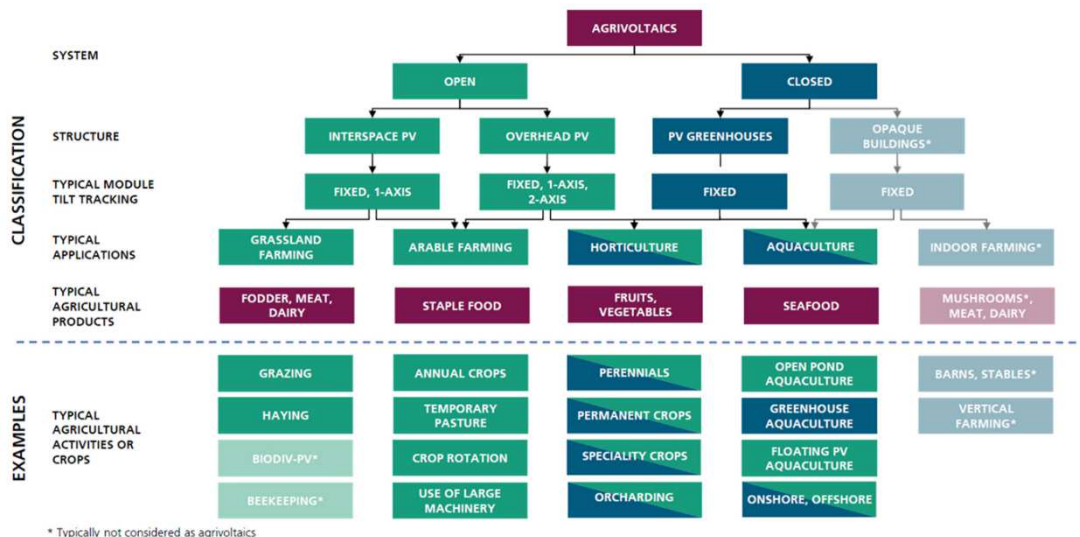 AGRIVOLTAICS
SYSTEM
OPEN
CLOSED
CLASSIFICATION
STRUCTURE
INTERSPACE PV
OVERHEAD PV
PV GREENHOUSES
OPAQUE
BUILDINGS*
TYPICAL MODULE
TILT TRACKING
FIXED, 1-AXIS
FIXED, 1-AXIS,
2-AXIS
FIXED
FIXED
TYPICAL
APPLICATIONS
GRASSLAND
FARMING
ARABLE FARMING
HORTICULTURE
AQUACULTURE
INDOOR FARMING*
TYPICAL
AGRICULTURAL
PRODUCTS
FODDER, MEAT,
DAIRY
STAPLE FOOD
FRUITS,
VEGETABLES
SEAFOOD
MUSHROOMS*,
MEAT, DAIRY
EXAMPLES
TYPICAL
AGRICULTURAL
ACTIVITIES OR
CROPS
GRAZING
ANNUAL CROPS
PERENNIALS
OPEN POND
AQUACULTURE
BARNS, STABLES*
HAYING
TEMPORARY
PASTURE
PERMANENT CROPS
GREENHOUSE
AQUACULTURE
VERTICAL
FARMING*
BIODIV-PV*
CROP ROTATION
SPECIALITY CROPS
FLOATING PV
AQUACULTURE
BEEKEEPING*
USE OF LARGE
MACHINERY
ORCHARDING
ONSHORE, OFFSHORE
* Typically not considered as agrivoltaics